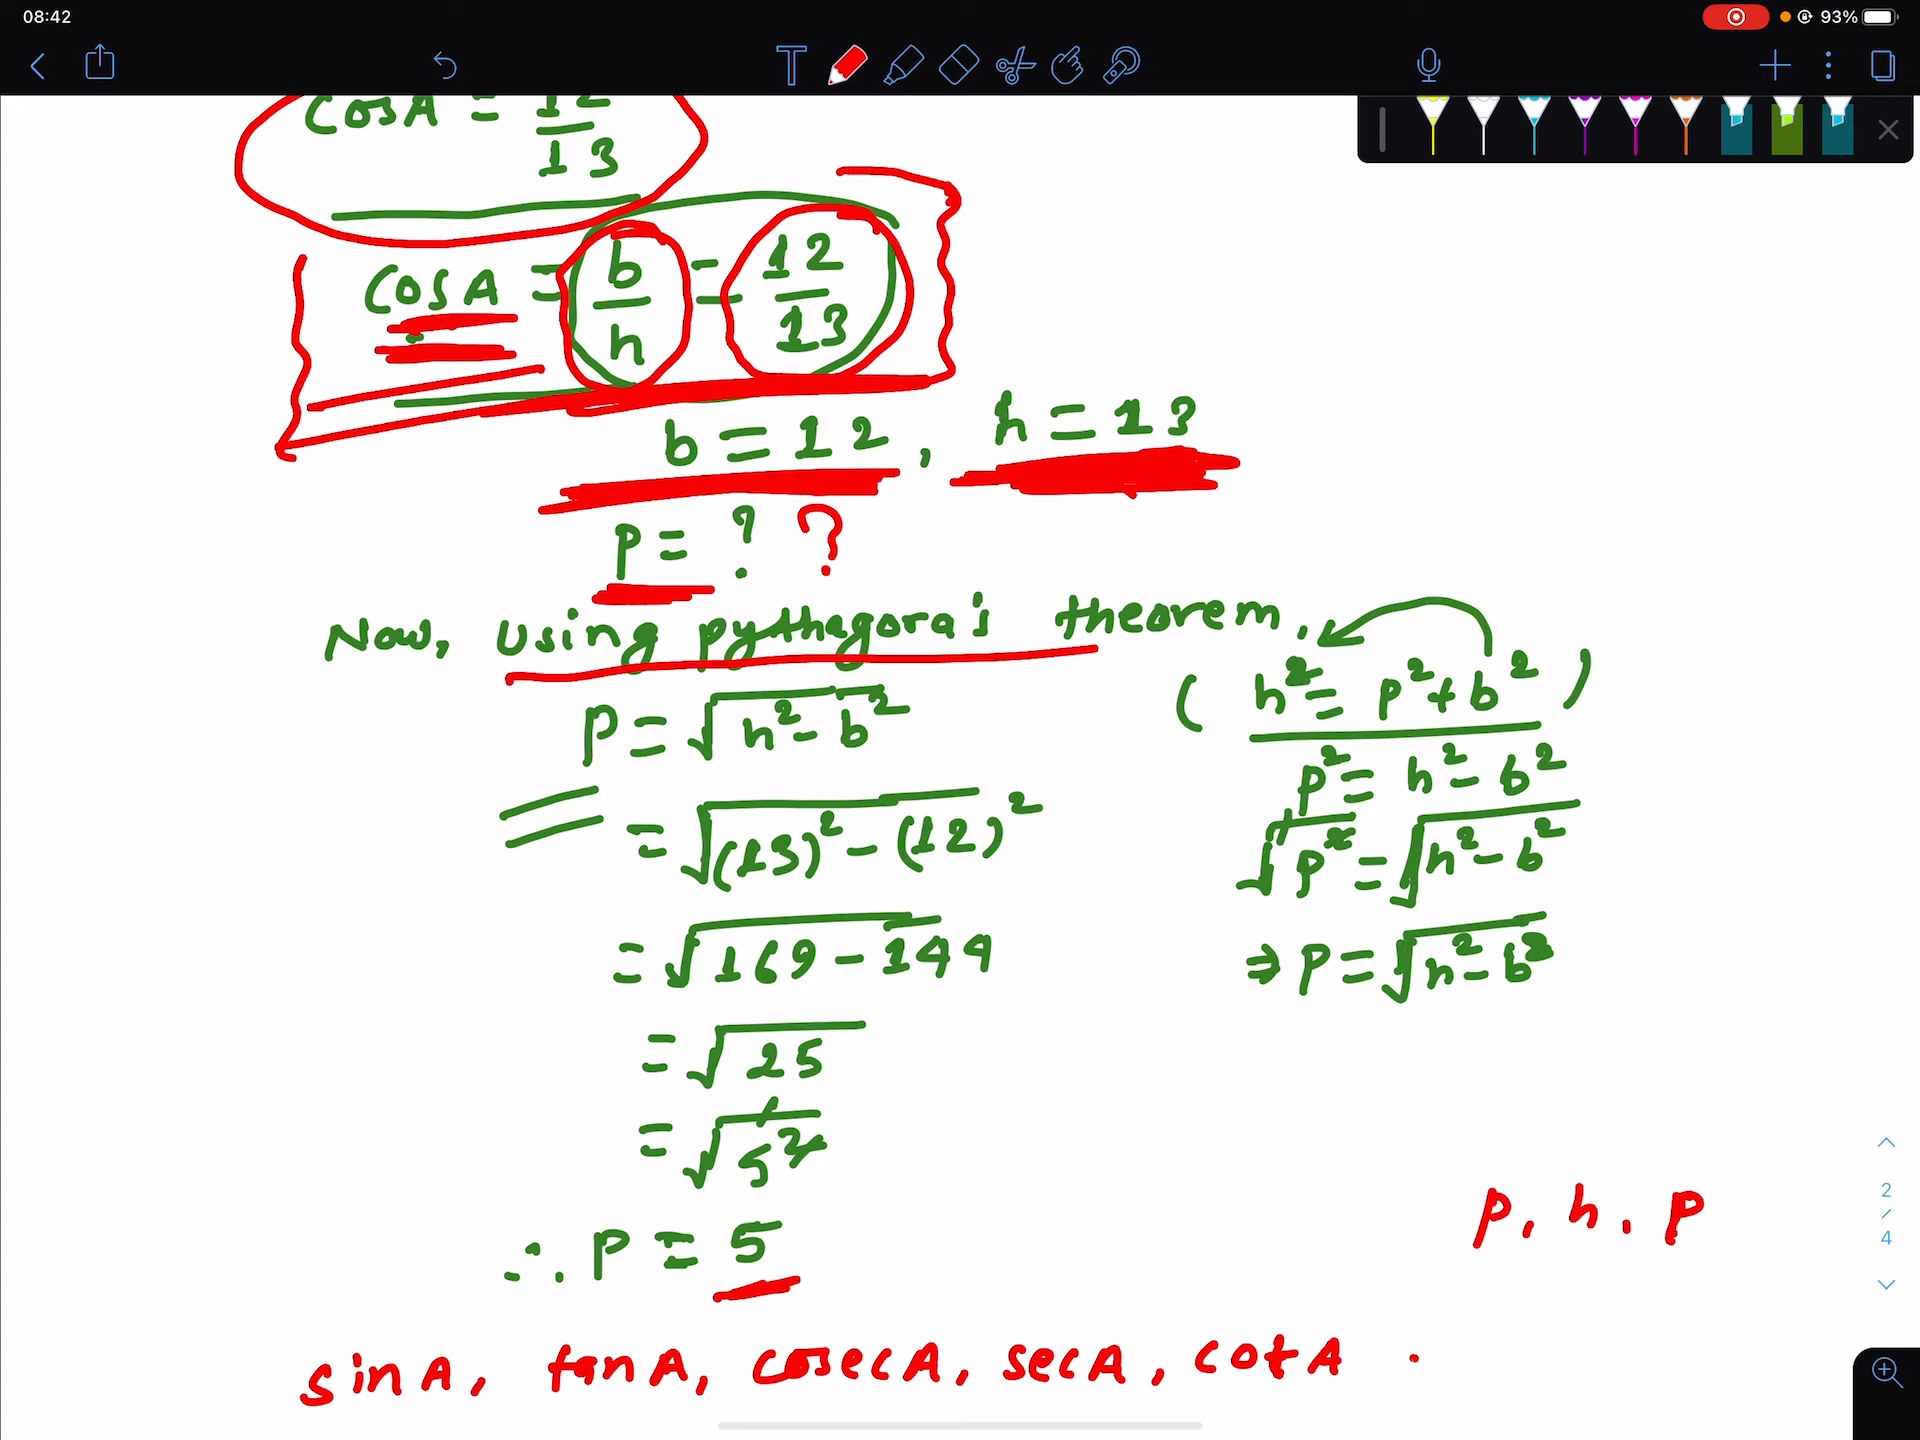 08:42
93%
CosA = 12/13
CosA = b/h = 12/13
b = 12, h = 13
P = ? ?
Now, using pythagora's theorem.
P = √(h² - b²)
( h² = p² + b² )
p² = h² - b²
= √((13)² - (12)²)
√p² = √(h² - b²)
= √(169 - 144)
⇒ P = √(h² - b²)
= √25
= √5²
p. h. p
∴ P = 5
2/4
sinA, tanA, cosecA, secA, cotA .